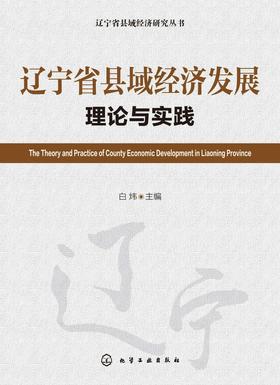 辽宁省县域经济研究丛书
辽宁省县域经济发展
理论与实践
The Theory and Practice of County Economic Development in Liaoning Province
白 炜 主编
辽宁
化学工业出版社